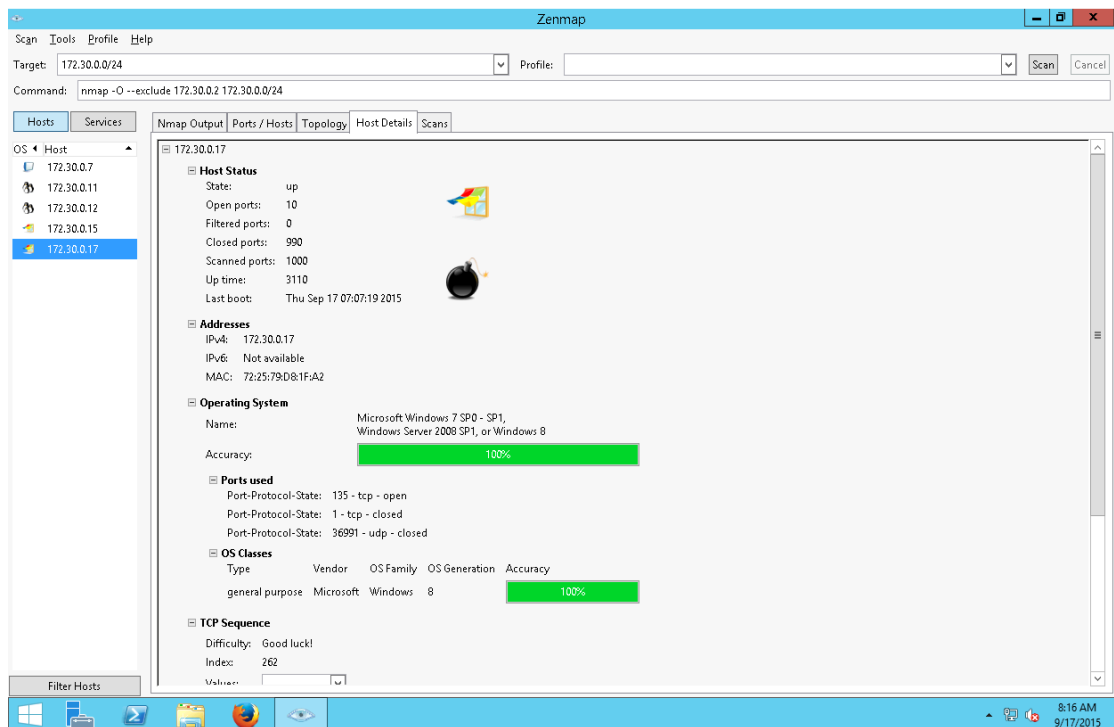 Zenmap
Scan Tools Profile Help
Target: 172.30.0.0/24 Profile: Scan Cancel
Command: nmap -O --exclude 172.30.0.2 172.30.0.0/24
Hosts Services
Nmap Output Ports / Hosts Topology Host Details Scans
OS Host
172.30.0.7
172.30.0.11
172.30.0.12
172.30.0.15
172.30.0.17
172.30.0.17
Host Status
State: up
Open ports: 10
Filtered ports: 0
Closed ports: 990
Scanned ports: 1000
Up time: 3110
Last boot: Thu Sep 17 07:07:19 2015
Addresses
IPv4: 172.30.0.17
IPv6: Not available
MAC: 72:25:79:D8:1F:A2
Operating System
Name: Microsoft Windows 7 SP0 - SP1,
Windows Server 2008 SP1, or Windows 8
Accuracy: 100%
Ports used
Port-Protocol-State: 135 - tcp - open
Port-Protocol-State: 1 - tcp - closed
Port-Protocol-State: 36991 - udp - closed
OS Classes
Type Vendor OS Family OS Generation Accuracy
general purpose Microsoft Windows 8 100%
TCP Sequence
Difficulty: Good luck!
Index: 262
Values:
Filter Hosts
8:16 AM
9/17/2015